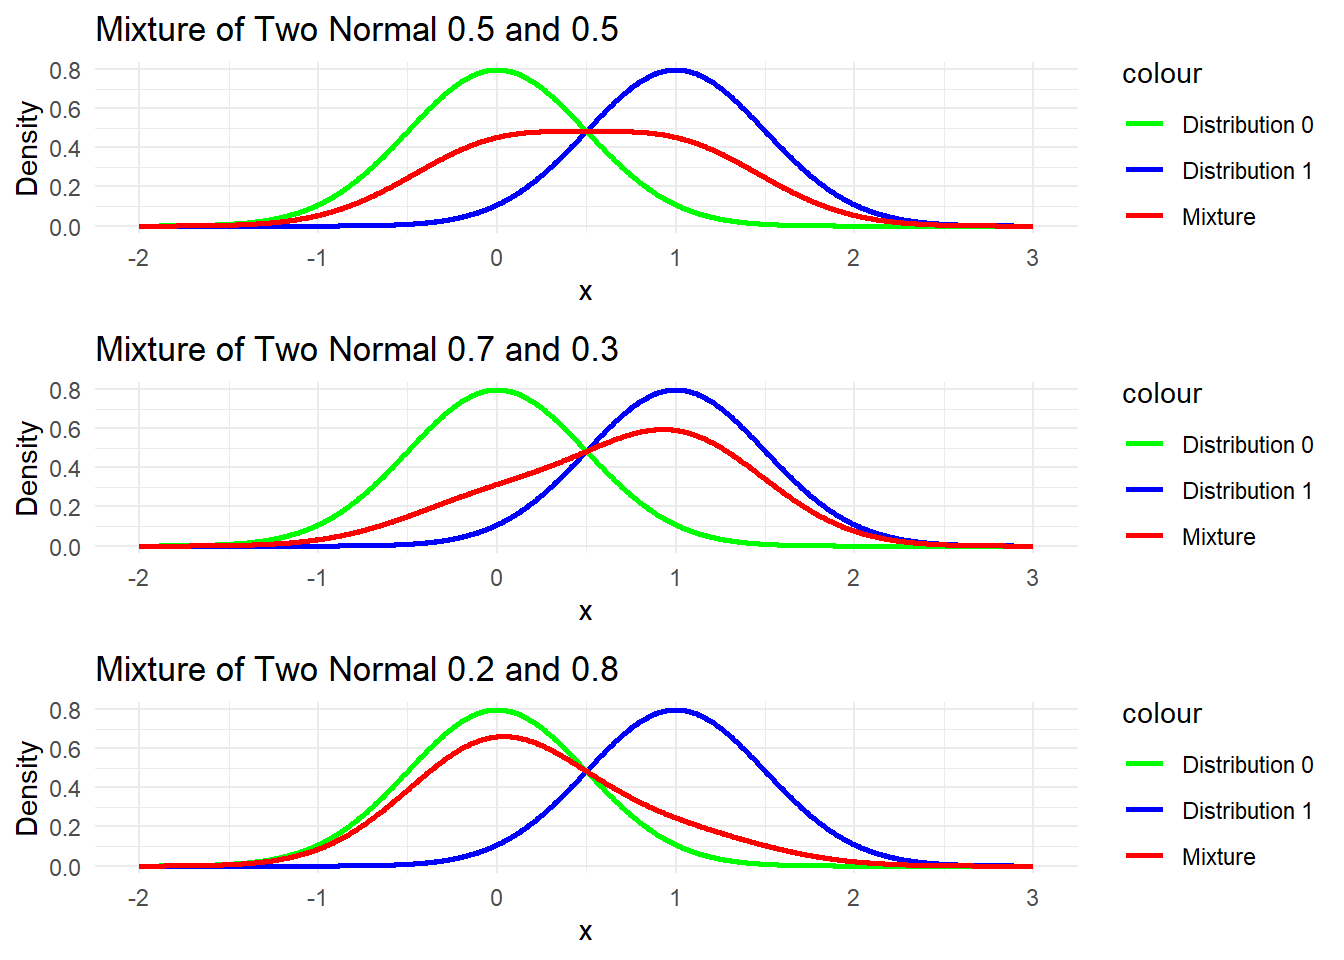 Mixture of Two Normal 0.5 and 0.5
0.8
0.6
0.4
0.2
0.0
Density
-2 -1 0 1 2 3
x
colour
Distribution 0
Distribution 1
Mixture
Mixture of Two Normal 0.7 and 0.3
0.8
0.6
0.4
0.2
0.0
Density
-2 -1 0 1 2 3
x
colour
Distribution 0
Distribution 1
Mixture
Mixture of Two Normal 0.2 and 0.8
0.8
0.6
0.4
0.2
0.0
Density
-2 -1 0 1 2 3
x
colour
Distribution 0
Distribution 1
Mixture